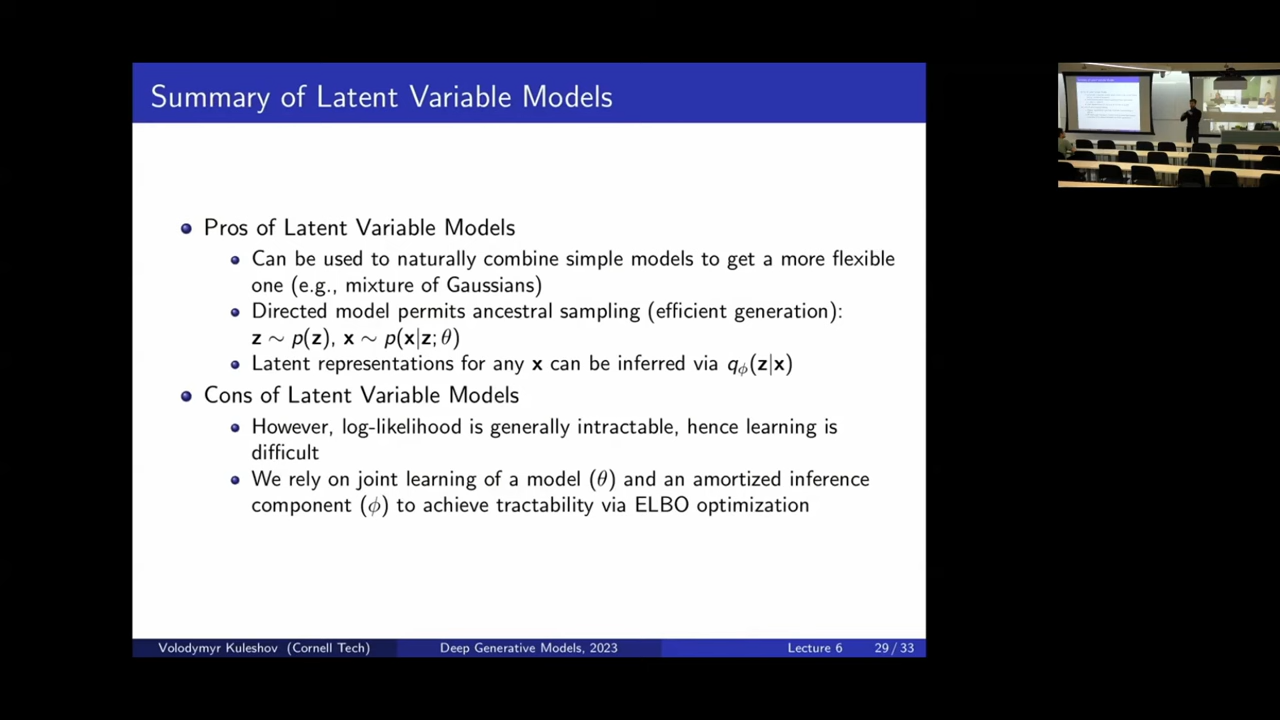 Summary of Latent Variable Models
Pros of Latent Variable Models
Can be used to naturally combine simple models to get a more flexible
one (e.g., mixture of Gaussians)
Directed model permits ancestral sampling (efficient generation):
z ∼ p(z), x ∼ p(x|z; θ)
Latent representations for any x can be inferred via qϕ(z|x)
Cons of Latent Variable Models
However, log-likelihood is generally intractable, hence learning is
difficult
We rely on joint learning of a model (θ) and an amortized inference
component (ϕ) to achieve tractability via ELBO optimization
Volodymyr Kuleshov (Cornell Tech) Deep Generative Models, 2023 Lecture 6 29 / 33